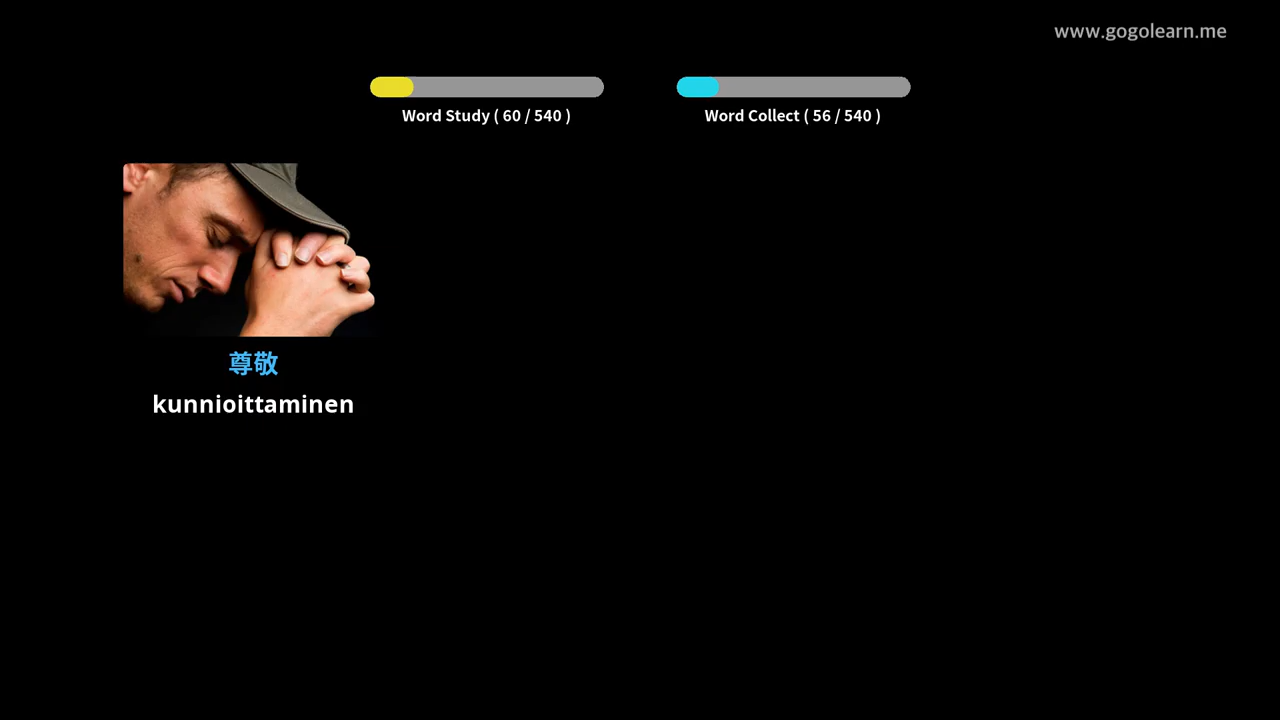 www.gogolearn.me
Word Study ( 60 / 540 )
Word Collect ( 56 / 540 )
尊敬
kunnioittaminen